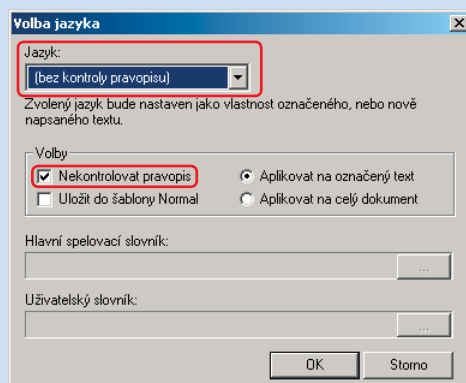 Volba jazyka
Jazyk:
(bez kontroly pravopisu)
Zvolený jazyk bude nastaven jako vlastnost označeného, nebo nově
napsaného textu.
Volby
Nekontrolovat pravopis
Aplikovat na označený text
Uložit do šablony Normal
Aplikovat na celý dokument
Hlavní spelovací slovník:
...
Uživatelský slovník:
...
OK
Storno